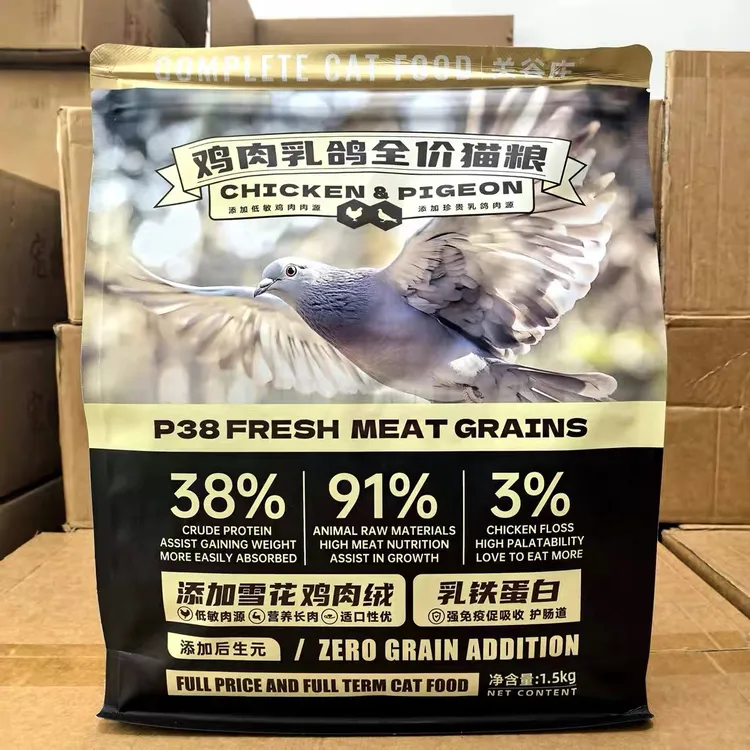 COMPLETE CAT FOOD | 关谷庄
鸡肉乳鸽全价猫粮
CHICKEN & PIGEON
添加低敏鸡肉肉源 添加珍贵乳鸽肉源
P38 FRESH MEAT GRAINS
38% 91% 3%
CRUDE PROTEIN ANIMAL RAW MATERIALS CHICKEN FLOSS
ASSIST GAINING WEIGHT HIGH MEAT NUTRITION HIGH PALATABILITY
MORE EASILY ABSORBED ASSIST IN GROWTH LOVE TO EAT MORE
添加雪花鸡肉绒 乳铁蛋白
低敏肉源 营养长肉 适口性优 强免疫促吸收 护肠道
添加后生元 / ZERO GRAIN ADDITION
FULL PRICE AND FULL TERM CAT FOOD 净含量:1.5kg
NET CONTENT